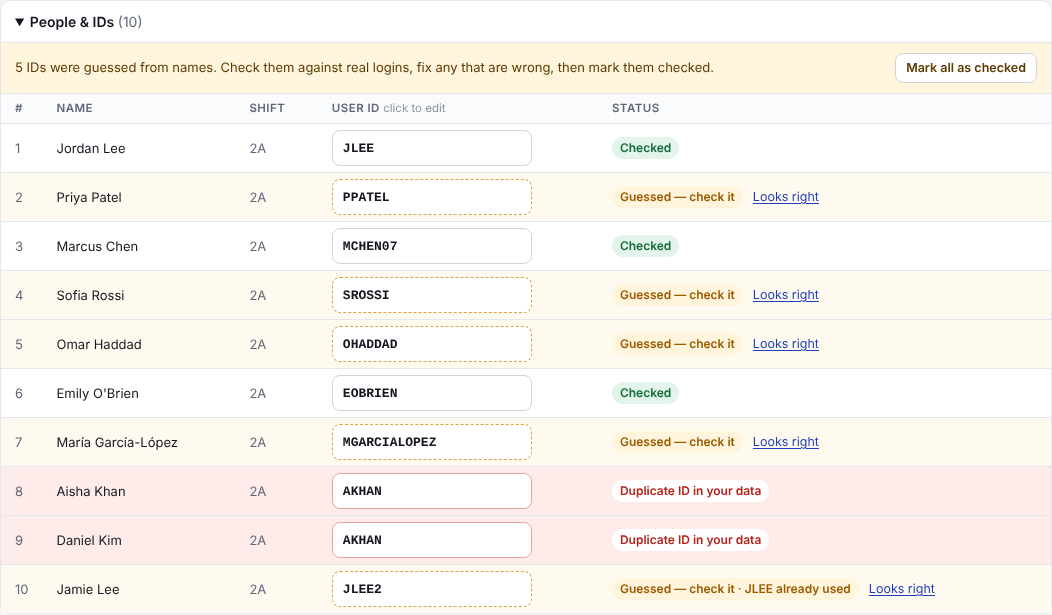 ▼ People & IDs (10)
5 IDs were guessed from names. Check them against real logins, fix any that are wrong, then mark them checked. Mark all as checked
# NAME SHIFT USER ID click to edit STATUS
1 Jordan Lee 2A JLEE Checked
2 Priya Patel 2A PPATEL Guessed — check it Looks right
3 Marcus Chen 2A MCHEN07 Checked
4 Sofia Rossi 2A SROSSI Guessed — check it Looks right
5 Omar Haddad 2A OHADDAD Guessed — check it Looks right
6 Emily O'Brien 2A EOBRIEN Checked
7 María García-López 2A MGARCIALOPEZ Guessed — check it Looks right
8 Aisha Khan 2A AKHAN Duplicate ID in your data
9 Daniel Kim 2A AKHAN Duplicate ID in your data
10 Jamie Lee 2A JLEE2 Guessed — check it · JLEE already used Looks right